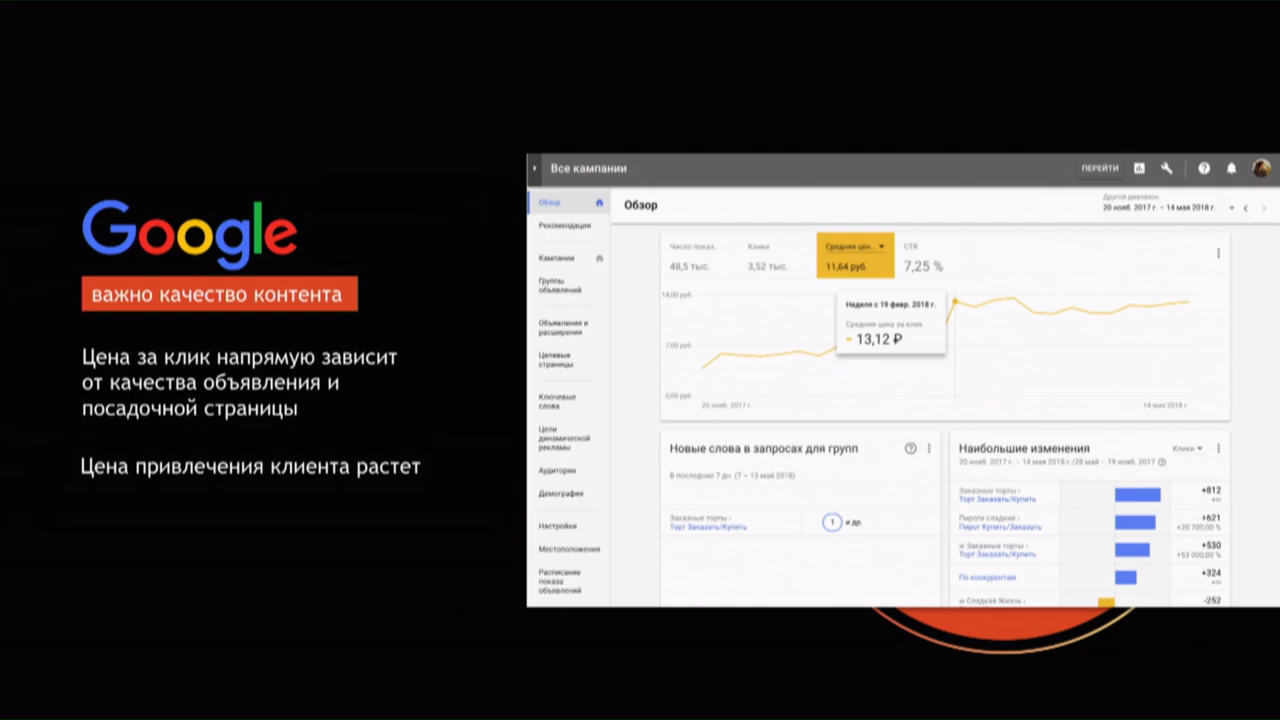 Google
важно качество контента
Цена за клик напрямую зависит
от качества объявления и
посадочной страницы
Цена привлечения клиента растет
Все кампании
ПЕРЕЙТИ
Обзор
Рекомендации
Кампании
Группы
объявлений
Объявления и
расширения
Целевые
страницы
Ключевые
слова
Цели
динамической
рекламы
Аудитории
Демография
Настройки
Местоположения
Расписание
показа
объявлений
Обзор
Другой диапазон
20 нояб. 2017 г. – 14 мая 2018 г.
Число показ...
48,5 тыс.
Клики
3,52 тыс.
Средняя цен...
11,64 руб.
CTR
7,25 %
14,00 руб.
7,00 руб.
0,00 руб.
Неделя с 19 февр. 2018 г.
Средняя цена за клик
13,12 ₽
20 нояб. 2017 г.
14 мая 2018 г.
Новые слова в запросах для групп
В последние 7 дн. (7 – 13 май 2018)
Заказные торты ›
Торт Заказать/Купить
1 и др.
Наибольшие изменения
Клики
20 нояб. 2017 г. – 14 мая 2018 г./28 май – 19 нояб. 2017
Заказные торты ›
Торт Заказать/Купить
+812
Пироги сладкие ›
Пирог Купить/Заказать
+621
+20 700,00 %
w Заказные торты ›
Торт Заказать/Купить
+530
+53 000,00 %
По конкурентам
+324
w Сладкая Жизнь ›
-252